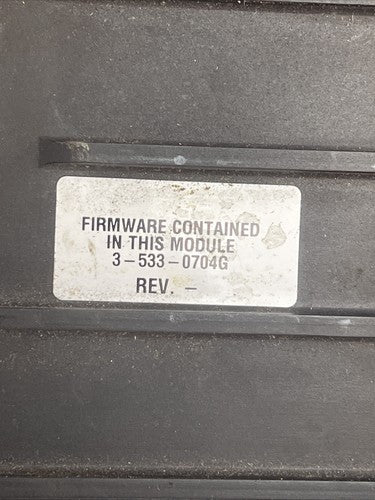 FIRMWARE CONTAINED
IN THIS MODULE
3-533-0704G
REV. -